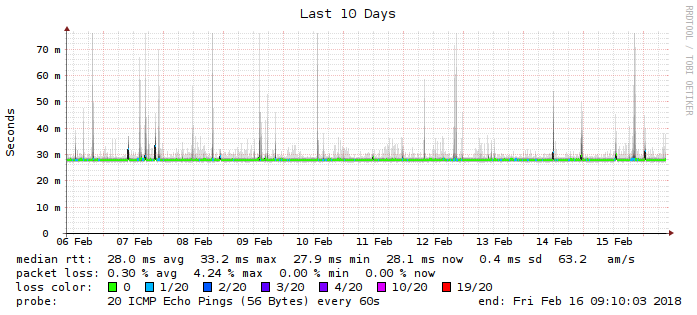 Last 10 Days
RRDTOOL / TOBI OETIKER
Seconds
70 m
60 m
50 m
40 m
30 m
20 m
10 m
0
06 Feb 07 Feb 08 Feb 09 Feb 10 Feb 11 Feb 12 Feb 13 Feb 14 Feb 15 Feb
median rtt: 28.0 ms avg 33.2 ms max 27.9 ms min 28.1 ms now 0.4 ms sd 63.2 am/s
packet loss: 0.30 % avg 4.24 % max 0.00 % min 0.00 % now
loss color: 0 1/20 2/20 3/20 4/20 10/20 19/20
probe: 20 ICMP Echo Pings (56 Bytes) every 60s end: Fri Feb 16 09:10:03 2018